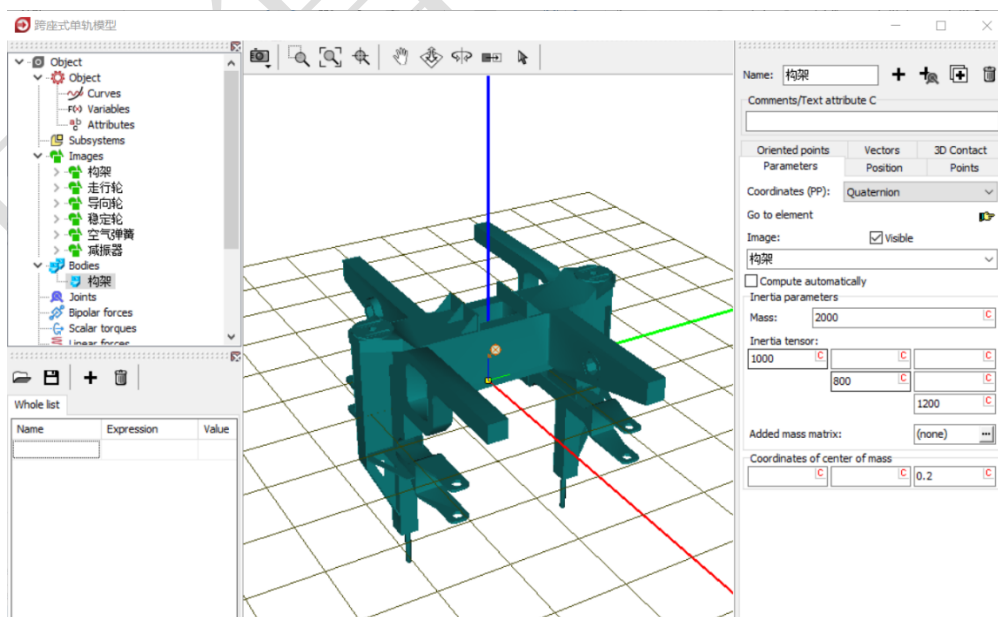 跨座式单轨模型
Object
Object
Curves
F(x) Variables
Attributes
Subsystems
Images
构架
走行轮
导向轮
稳定轮
空气弹簧
减振器
Bodies
构架
Joints
Bipolar forces
Scalar torques
Linear forces
Whole list
Name Expression Value
Name: 构架
Comments/Text attribute C
Oriented points Vectors 3D Contact
Parameters Position Points
Coordinates (PP): Quaternion
Go to element
Image: Visible
构架
Compute automatically
Inertia parameters
Mass: 2000 C
Inertia tensor:
1000 C C C
800 C C
1200 C
Added mass matrix: (none) ...
Coordinates of center of mass
C C 0.2 C